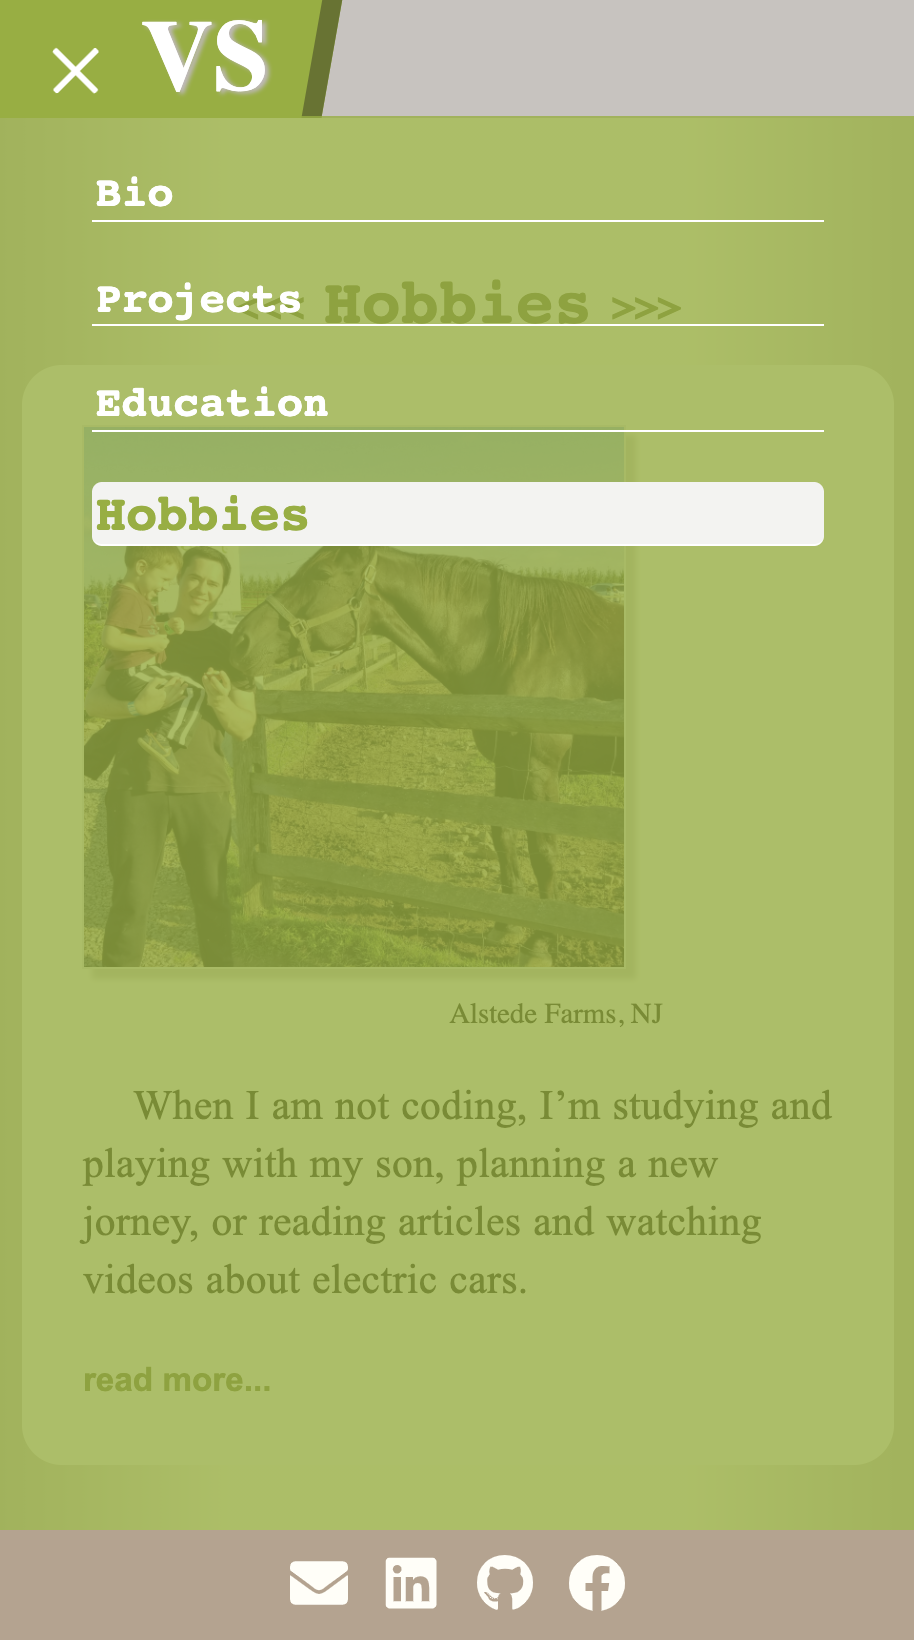 VS
Bio
Projects
<<< Hobbies >>>
Education
Hobbies
Alstede Farms, NJ
When I am not coding, I’m studying and
playing with my son, planning a new
jorney, or reading articles and watching
videos about electric cars.
read more...